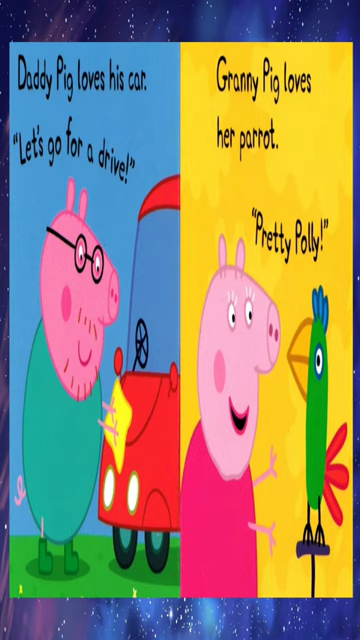 Daddy Pig loves his car.
"Let's go for a drive!"
Granny Pig loves
her parrot.
"Pretty Polly!"